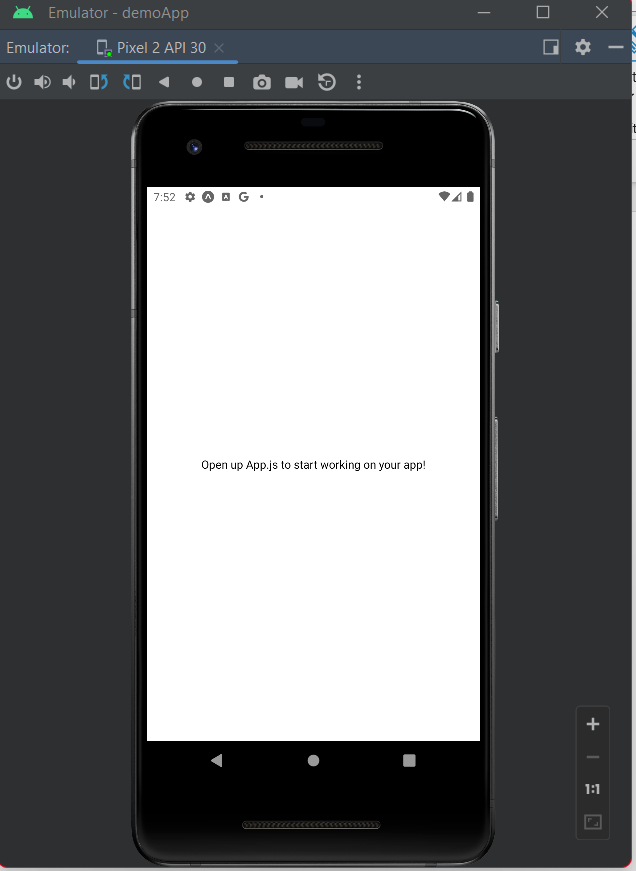 Emulator - demoApp
Emulator: Pixel 2 API 30
7:52 G
Open up App.js to start working on your app!
1:1